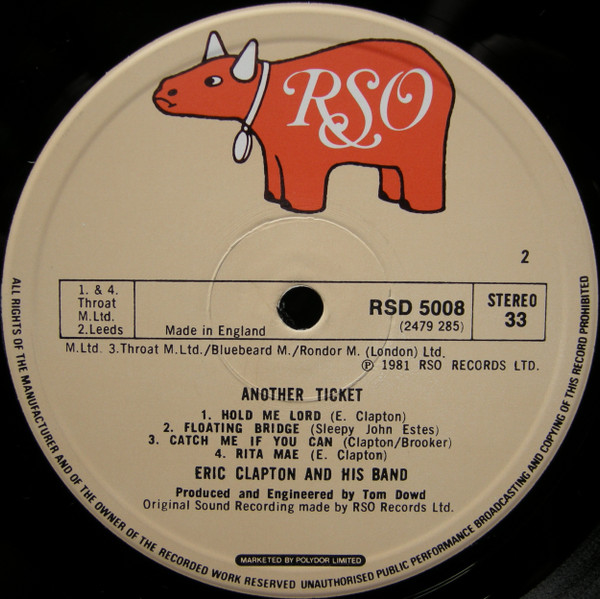 RSO
2
1. & 4.
Throat
M.Ltd.
2.Leeds
Made in England
RSD 5008
(2479 285)
STEREO
33
M.Ltd. 3.Throat M.Ltd./Bluebeard M./Rondor M. (London) Ltd.
℗ 1981 RSO RECORDS LTD.
ANOTHER TICKET
1. HOLD ME LORD (E. Clapton)
2. FLOATING BRIDGE (Sleepy John Estes)
3. CATCH ME IF YOU CAN (Clapton/Brooker)
4. RITA MAE (E. Clapton)
ERIC CLAPTON AND HIS BAND
Produced and Engineered by Tom Dowd
Original Sound Recording made by RSO Records Ltd.
MARKETED BY POLYDOR LIMITED
ALL RIGHTS OF THE MANUFACTURER AND OF THE OWNER OF THE RECORDED WORK RESERVED UNAUTHORISED PUBLIC PERFORMANCE BROADCASTING AND COPYING OF THIS RECORD PROHIBITED